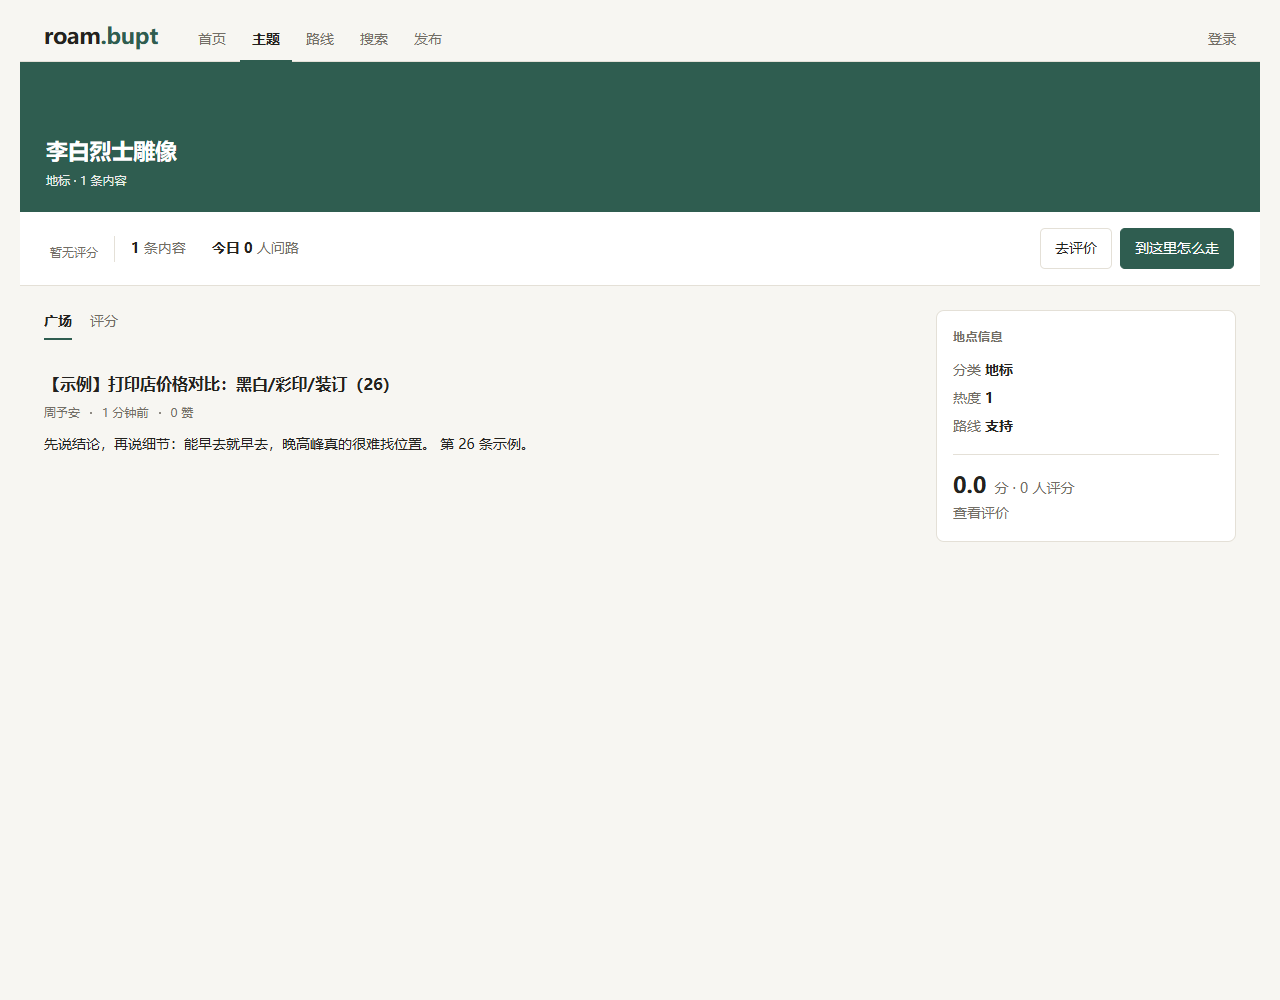 roam.bupt 首页 主题 路线 搜索 发布 登录
李白烈士雕像
地标 · 1 条内容
暂无评分 1 条内容 今日 0 人问路 去评价 到这里怎么走
广场 评分
【示例】打印店价格对比：黑白/彩印/装订（26）
周予安 · 1 分钟前 · 0 赞
先说结论，再说细节：能早去就早去，晚高峰真的很难找位置。 第 26 条示例。
地点信息
分类 地标
热度 1
路线 支持
0.0 分 · 0 人评分
查看评价